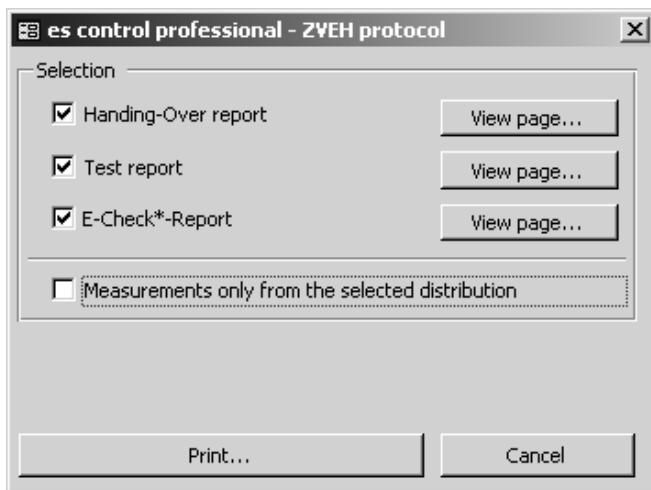 es control professional - ZVEH protocol
Selection
Handing-Over report
View page...
Test report
View page...
E-Check*-Report
View page...
Measurements only from the selected distribution
Print...
Cancel